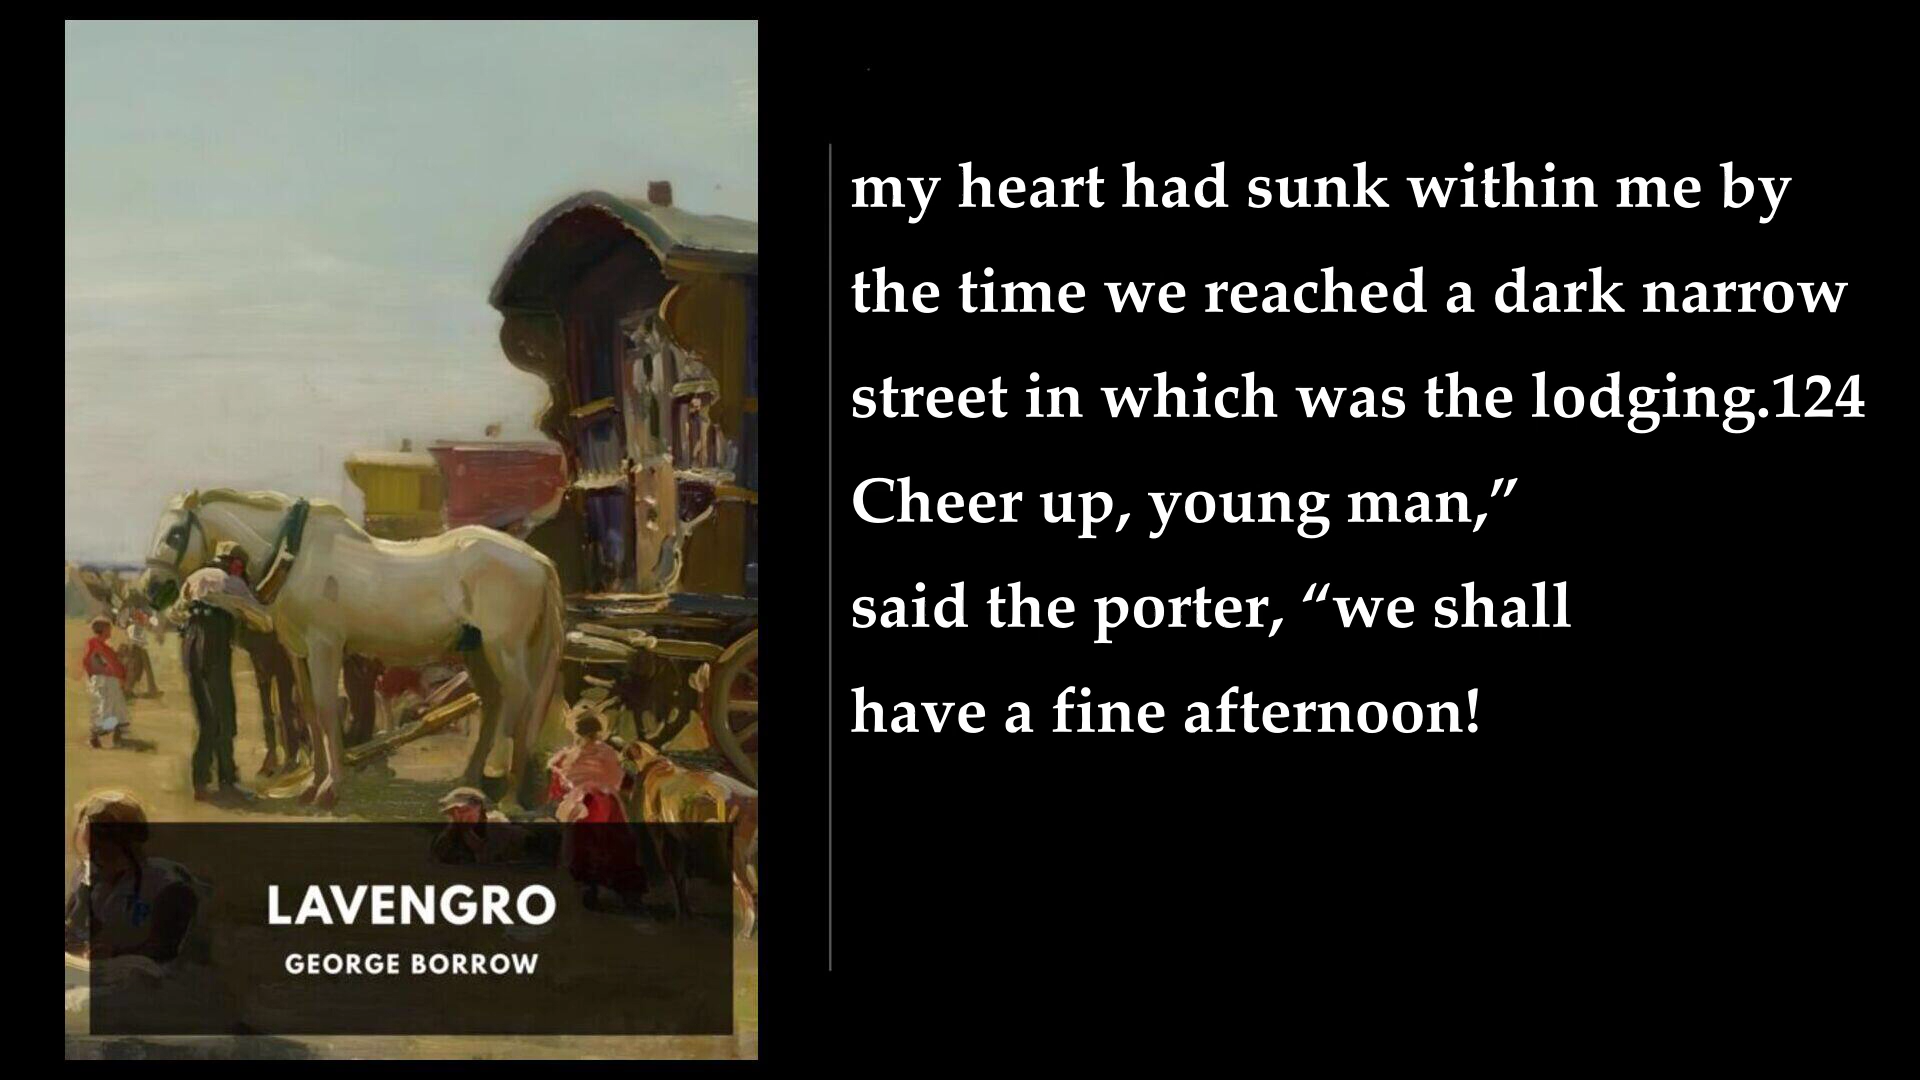 my heart had sunk within me by
the time we reached a dark narrow
street in which was the lodging.124
Cheer up, young man,”
said the porter, “we shall
have a fine afternoon!
LAVENGRO
GEORGE BORROW